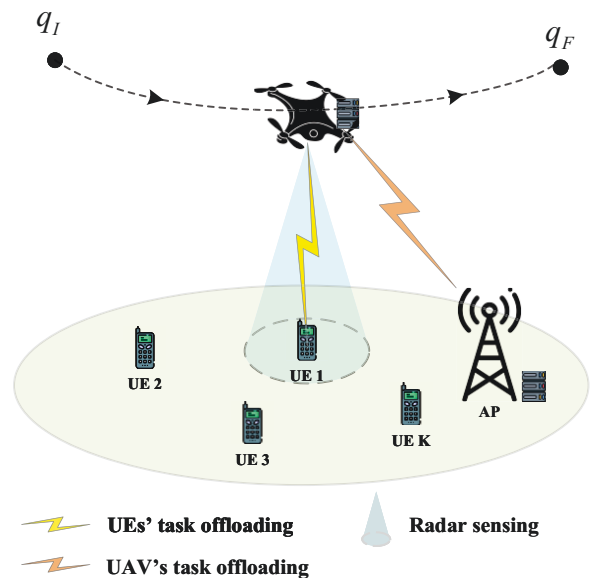 q_I
q_F
UE 2
UE 1
AP
UE 3
UE K
UEs' task offloading
Radar sensing
UAV's task offloading